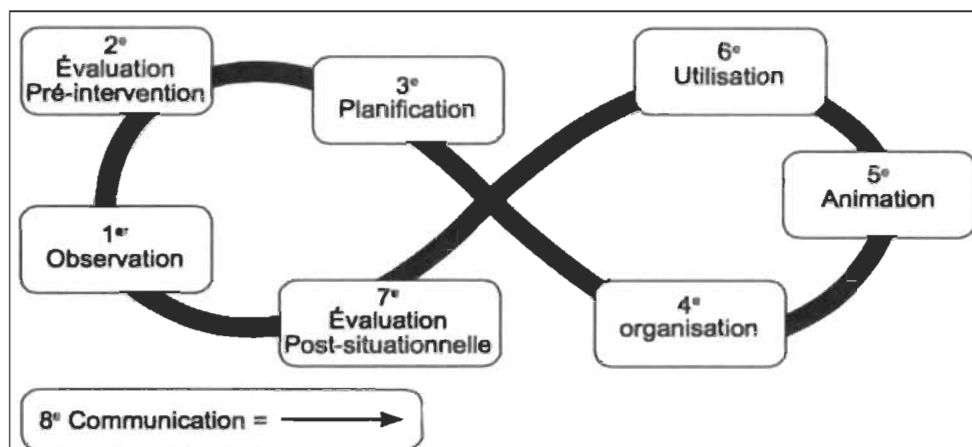 1er
Observation
2e
Évaluation
Pré-intervention
3e
Planification
4e
organisation
5e
Animation
6e
Utilisation
7e
Évaluation
Post-situationnelle
8e Communication =